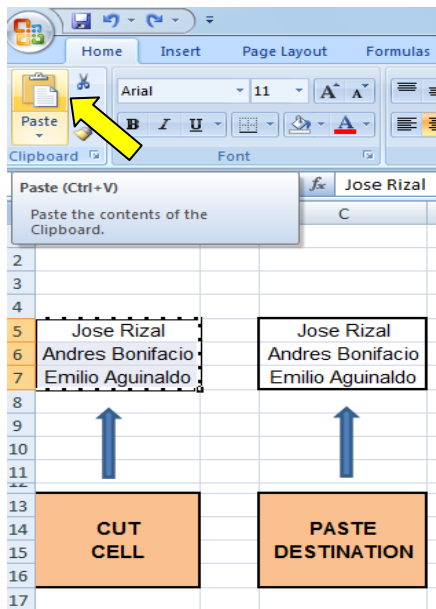 Home Insert Page Layout Formulas
Arial 11 A A
Paste B I U A
Clipboard Font
Paste (Ctrl+V) fx Jose Rizal
Paste the contents of the
Clipboard.
C
2
3
4
5 Jose Rizal Jose Rizal
6 Andres Bonifacio Andres Bonifacio
7 Emilio Aguinaldo Emilio Aguinaldo
8
9
10
11
13
14 CUT PASTE
15 CELL DESTINATION
16
17